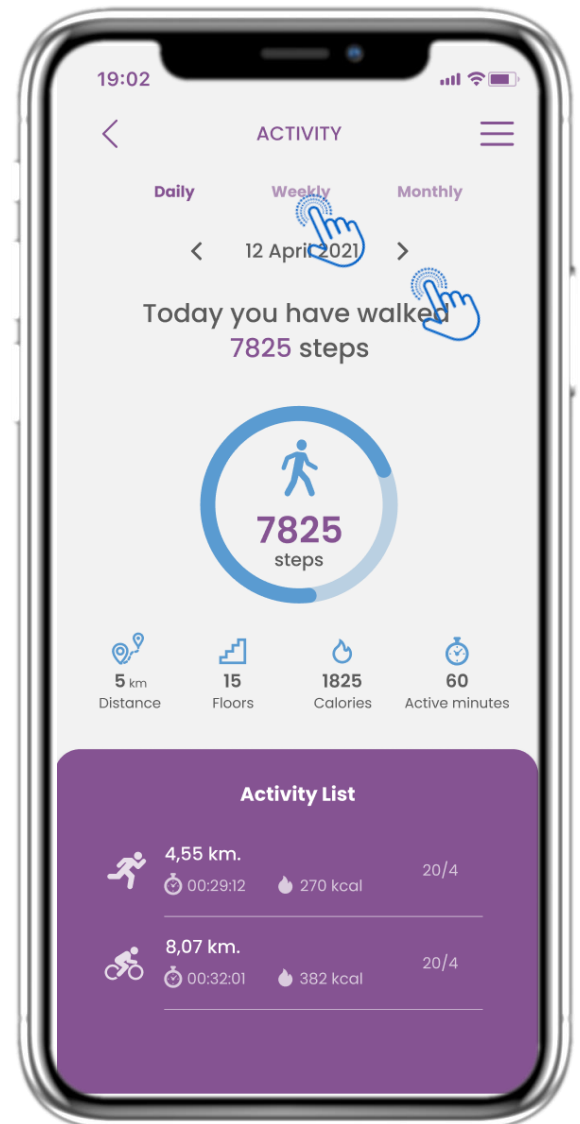 19:02
ACTIVITY
Daily Weekly Monthly
12 April 2021
Today you have walked
7825 steps
7825
steps
5 km 15 1825 60
Distance Floors Calories Active minutes
Activity List
4,55 km.
00:29:12 270 kcal 20/4
8,07 km.
00:32:01 382 kcal 20/4